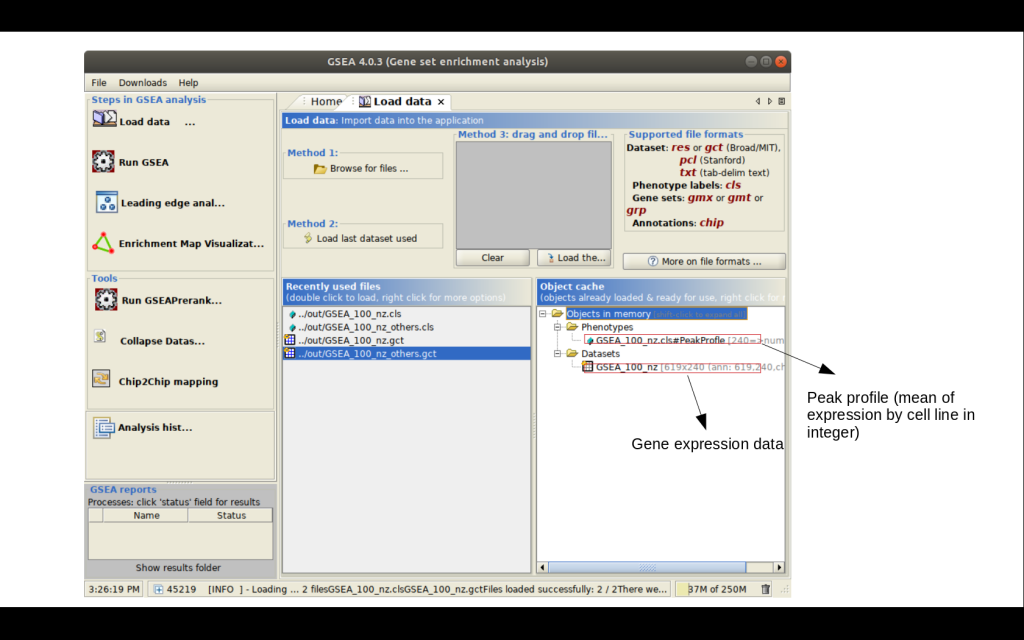 GSEA 4.0.3 (Gene set enrichment analysis)
File Downloads Help
Steps in GSEA analysis
Load data ...
Run GSEA
Leading edge anal...
Enrichment Map Visualizat...
Tools
Run GSEAPrerank...
Collapse Datas...
Chip2Chip mapping
Analysis hist...
GSEA reports
Processes: click 'status' field for results
Name Status
Show results folder
Home Load data ×
Load data: Import data into the application
Method 1:
Browse for files ...
Method 2:
Load last dataset used
Method 3: drag and drop fil...
Clear Load the...
Supported file formats
Dataset: res or gct (Broad/MIT),
pcl (Stanford)
txt (tab-delim text)
Phenotype labels: cls
Gene sets: gmx or gmt or
grp
Annotations: chip
More on file formats ...
Recently used files
(double click to load, right click for more options)
../out/GSEA_100_nz.cls
../out/GSEA_100_nz_others.cls
../out/GSEA_100_nz.gct
../out/GSEA_100_nz_others.gct
Object cache
(objects already loaded & ready for use, right click for
Objects in memory (shift-click to expand all)
Phenotypes
GSEA_100_nz.cls#PeakProfle [240=>num
Datasets
GSEA_100_nz [619x240 (ann: 619,240,ch
Peak profile (mean of
expression by cell line in
integer)
Gene expression data
3:26:19 PM 45219 [INFO ] - Loading ... 2 filesGSEA_100_nz.clsGSEA_100_nz.gctFiles loaded successfully: 2 / 2There we... 37M of 250M